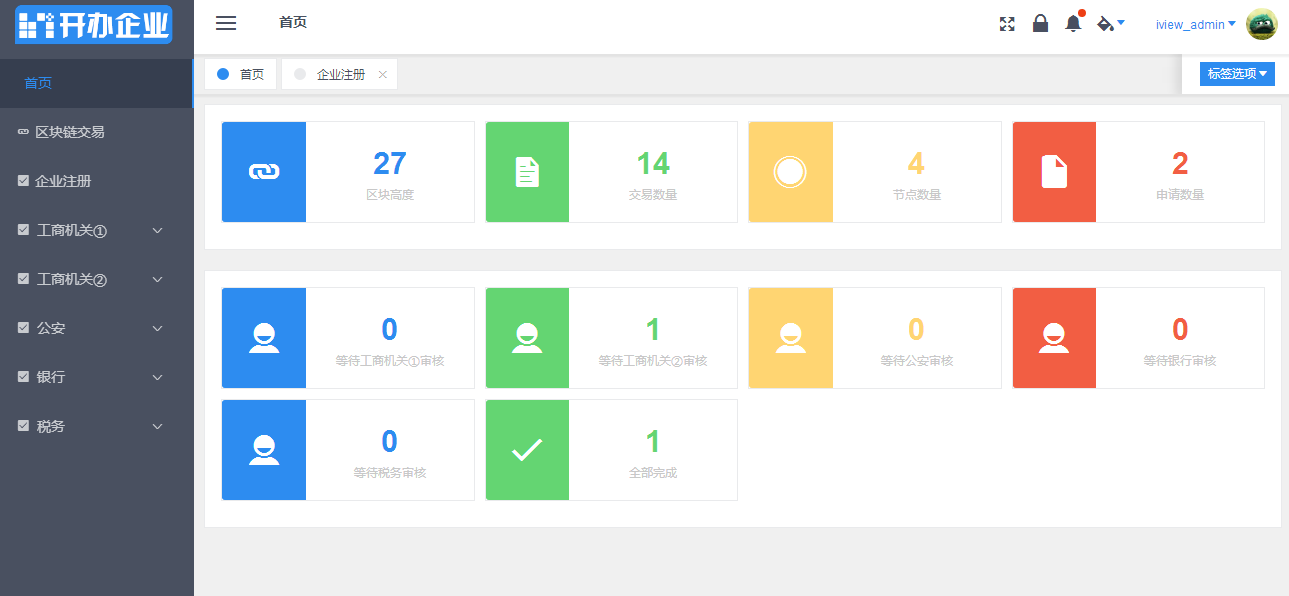 开办企业
首页
iview_admin
首页
企业注册
标签选项
首页
区块链交易
企业注册
工商机关①
工商机关②
公安
银行
税务
27
区块高度
14
交易数量
4
节点数量
2
申请数量
0
等待工商机关①审核
1
等待工商机关②审核
0
等待公安审核
0
等待银行审核
0
等待税务审核
1
全部完成